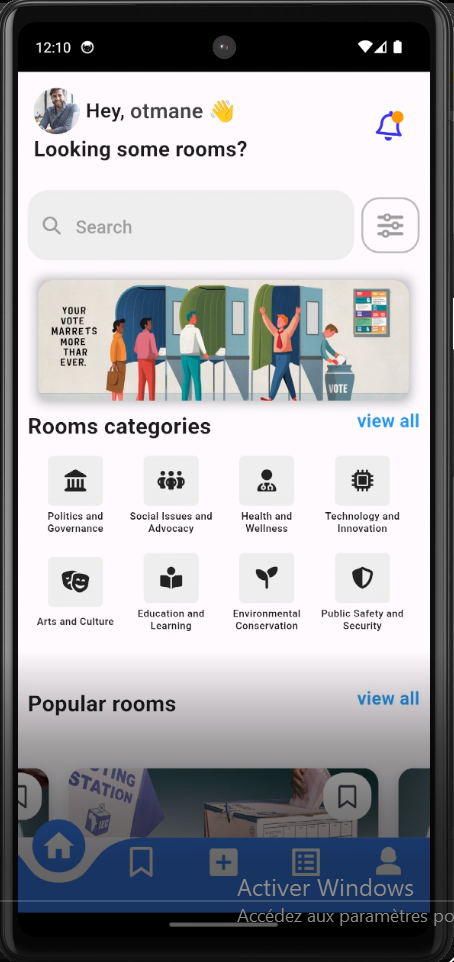 12:10
Hey, otmane 👋
Looking some rooms?
Search
YOUR
VOTE
MARRETS
MORE
THAR
EVER.
VOTE
Rooms categories
view all
Politics and
Governance
Social Issues and
Advocacy
Health and
Wellness
Technology and
Innovation
Arts and Culture
Education and
Learning
Environmental
Conservation
Public Safety and
Security
Popular rooms
view all
STATION
Activer Windows
Accédez aux paramètres po